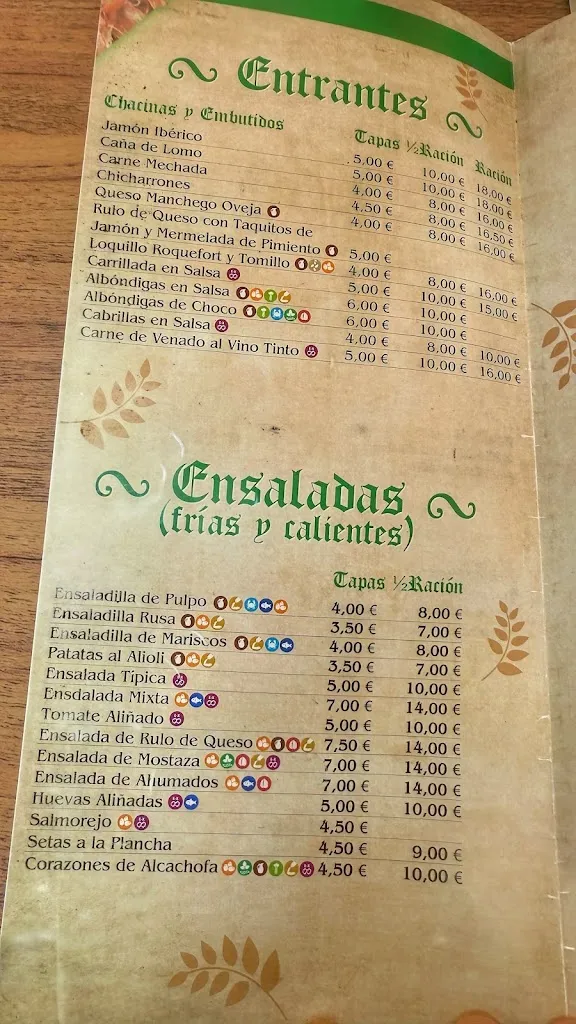 Entrantes
Chacinas y Embutidos Tapas ½Ración Ración
Jamón Ibérico 5,00 € 10,00 € 18,00 €
Caña de Lomo 5,00 € 10,00 € 18,00 €
Carne Mechada 4,00 € 8,00 € 16,00 €
Chicharrones 4,50 € 8,00 € 16,50 €
Queso Manchego Oveja 4,00 € 8,00 € 16,00 €
Rulo de Queso con Taquitos de
Jamón y Mermelada de Pimiento 5,00 €
Loquillo Roquefort y Tomillo 4,00 € 8,00 € 16,00 €
Carrillada en Salsa 5,00 € 10,00 € 15,00 €
Albóndigas en Salsa 6,00 € 10,00 €
Albóndigas de Choco 6,00 € 10,00 €
Cabrillas en Salsa 4,00 € 8,00 € 10,00 €
Carne de Venado al Vino Tinto 5,00 € 10,00 € 16,00 €
Ensaladas
(frías y calientes)
Tapas ½Ración
Ensaladilla de Pulpo 4,00 € 8,00 €
Ensaladilla Rusa 3,50 € 7,00 €
Ensaladilla de Mariscos 4,00 € 8,00 €
Patatas al Alioli 3,50 € 7,00 €
Ensalada Típica 5,00 € 10,00 €
Ensdalada Mixta 7,00 € 14,00 €
Tomate Aliñado 5,00 € 10,00 €
Ensalada de Rulo de Queso 7,50 € 14,00 €
Ensalada de Mostaza 7,00 € 14,00 €
Ensalada de Ahumados 7,00 € 14,00 €
Huevas Aliñadas 5,00 € 10,00 €
Salmorejo 4,50 €
Setas a la Plancha 4,50 € 9,00 €
Corazones de Alcachofa 4,50 € 10,00 €